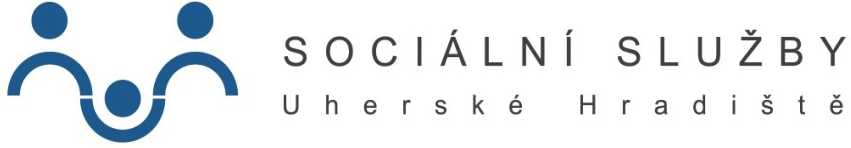 SOCIÁLNÍ SLUŽBY
Uherské Hradiště